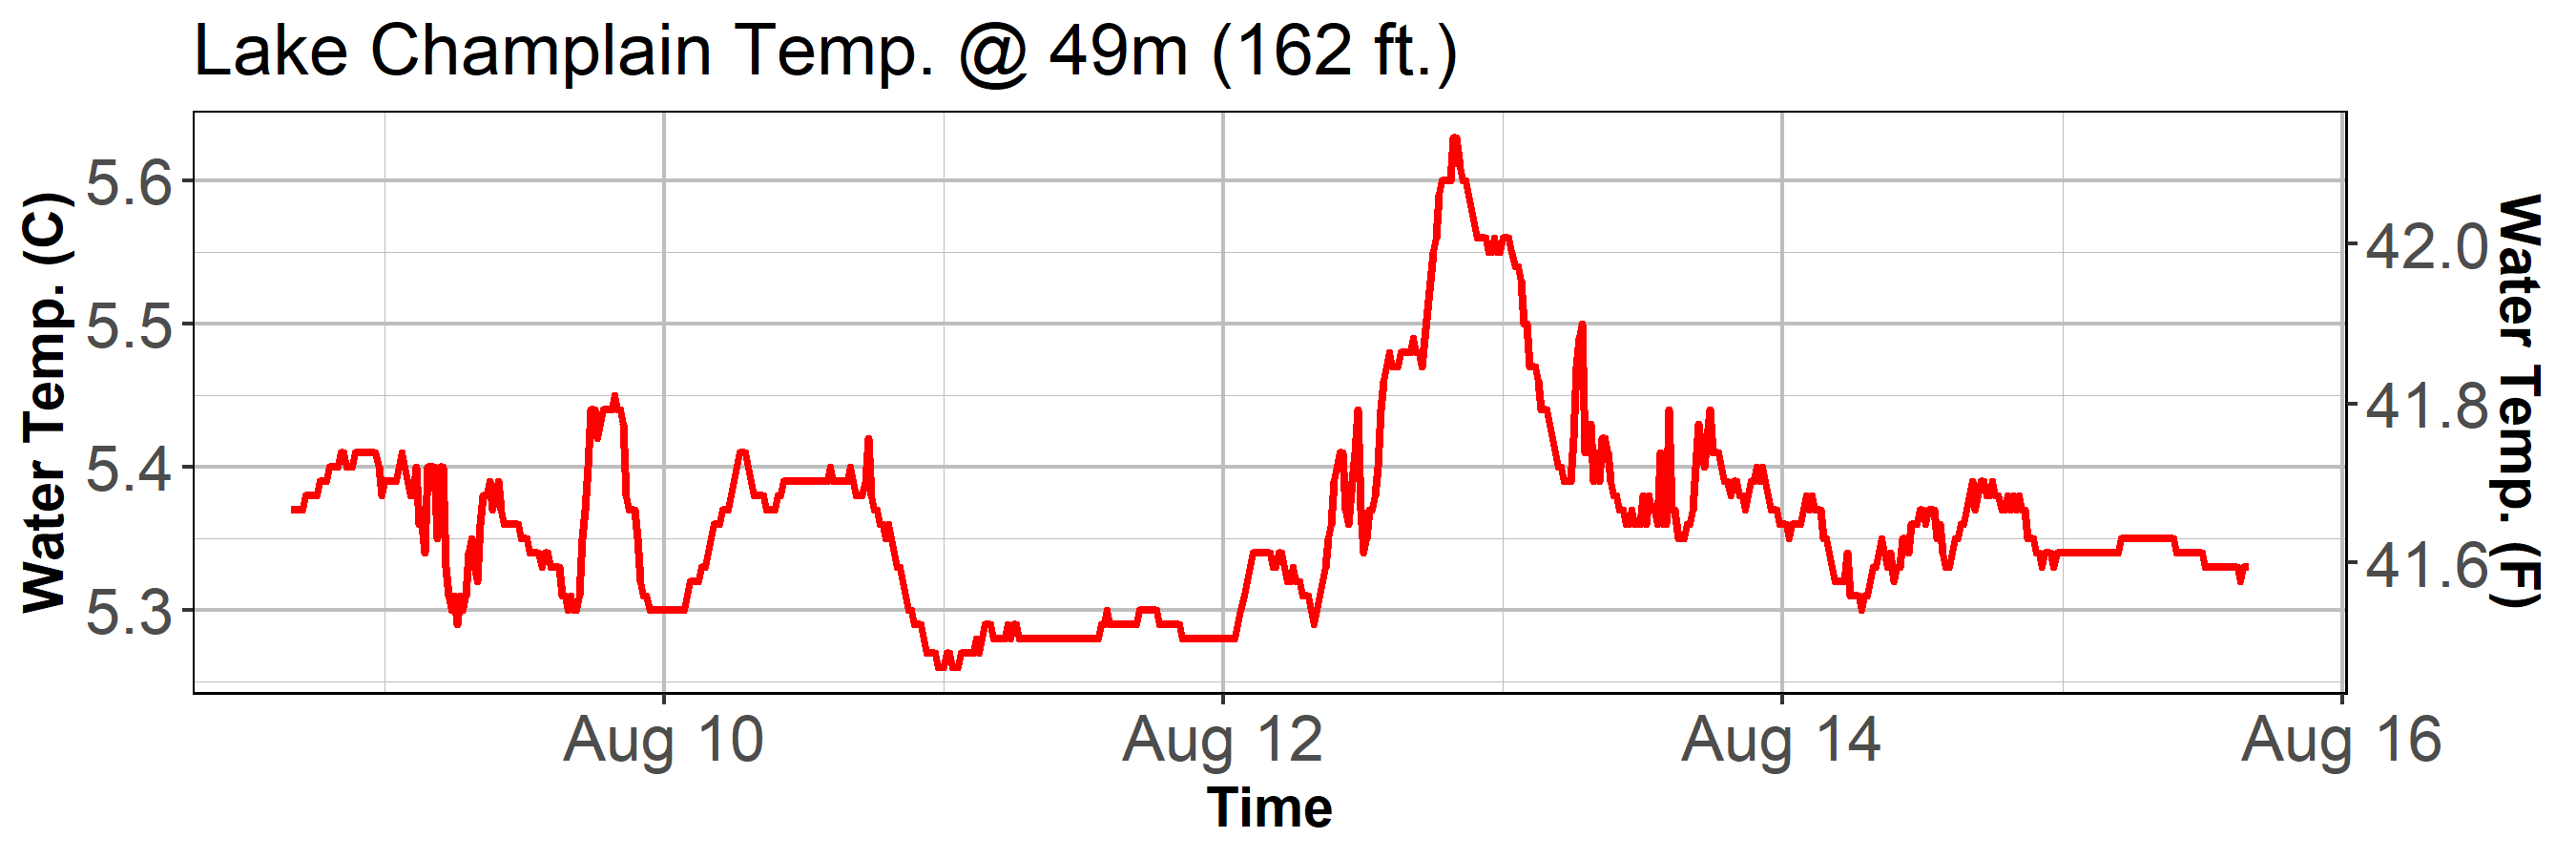 Lake Champlain Temp. @ 49m (162 ft.)
Water Temp. (C)
5.6
5.5
5.4
5.3
42.0
41.8
41.6
Water Temp. (F)
Aug 10 Aug 12 Aug 14 Aug 16
Time